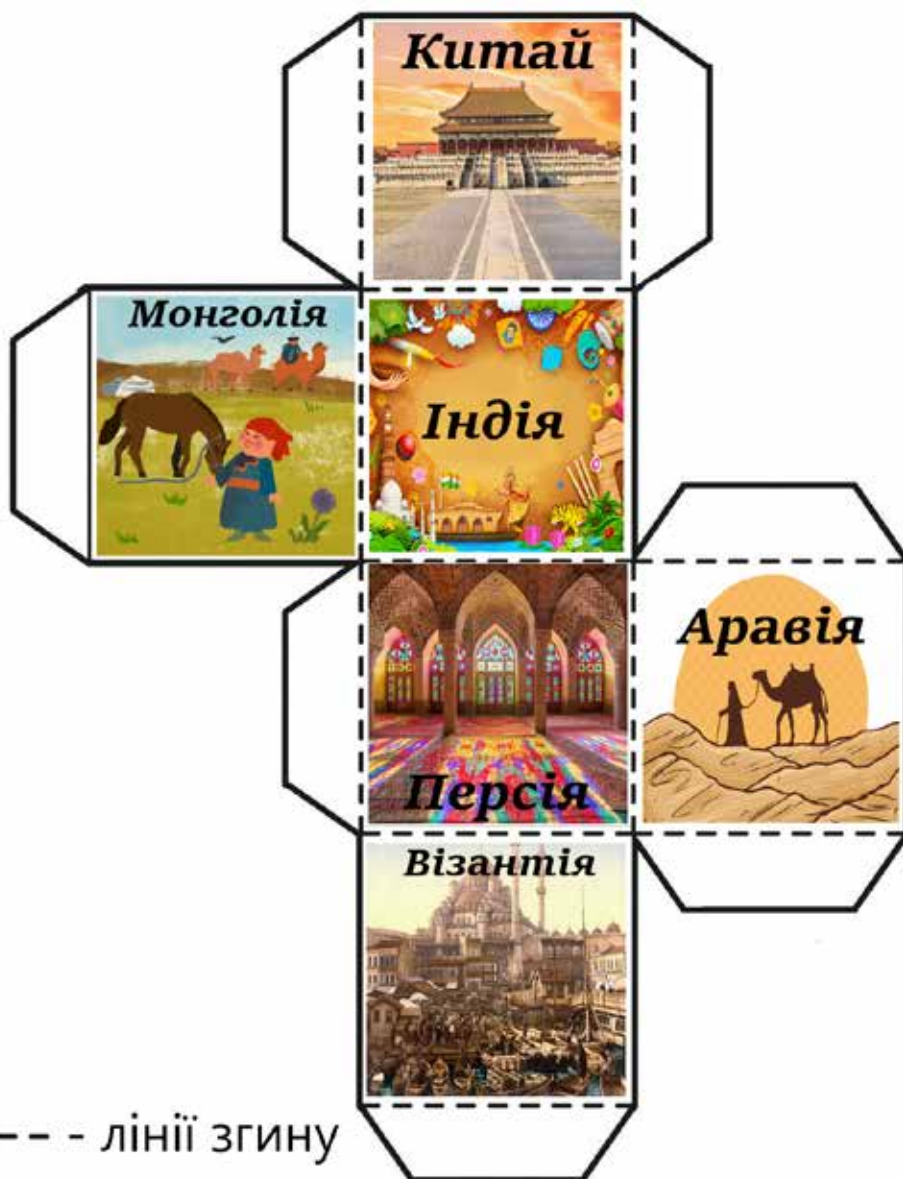 Китай
Монголія
Індія
Аравія
Персія
Візантія
--- - лінії згину